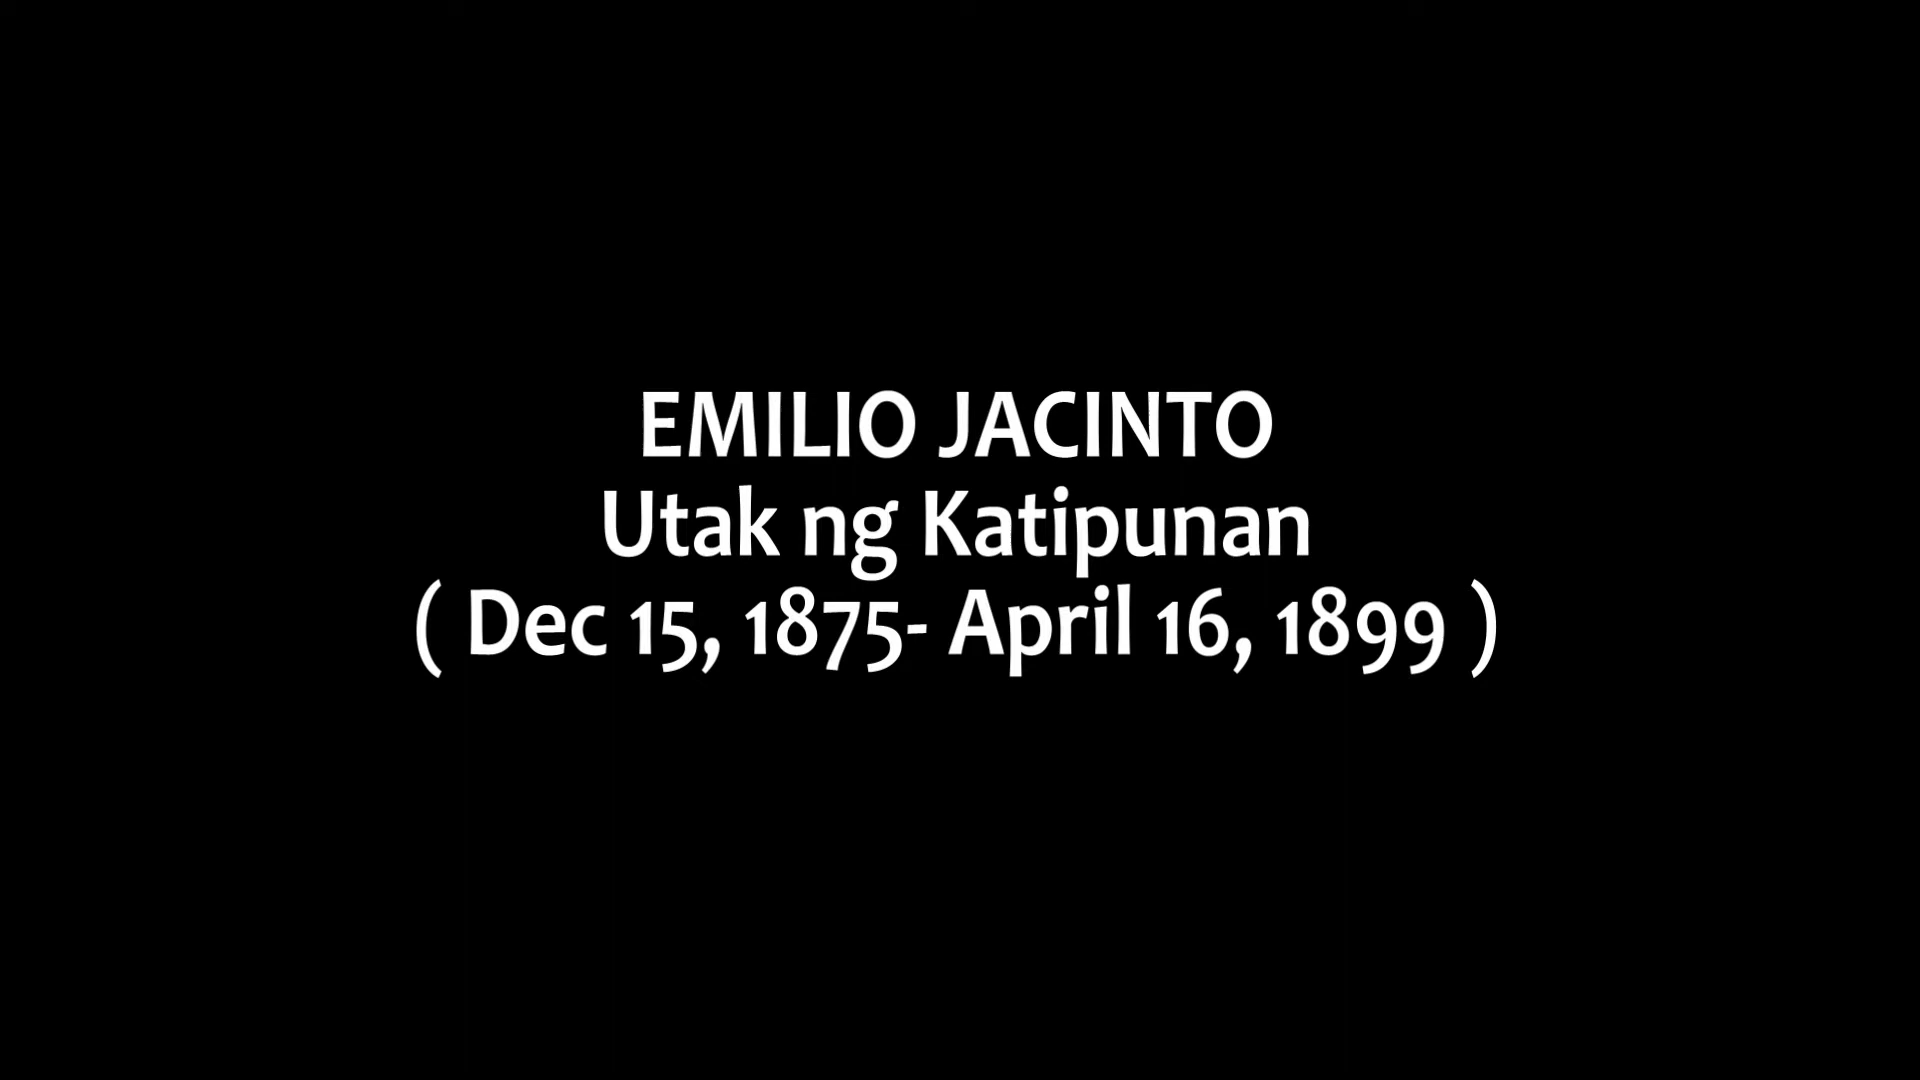 EMILIO JACINTO
Utak ng Katipunan
( Dec 15, 1875- April 16, 1899 )